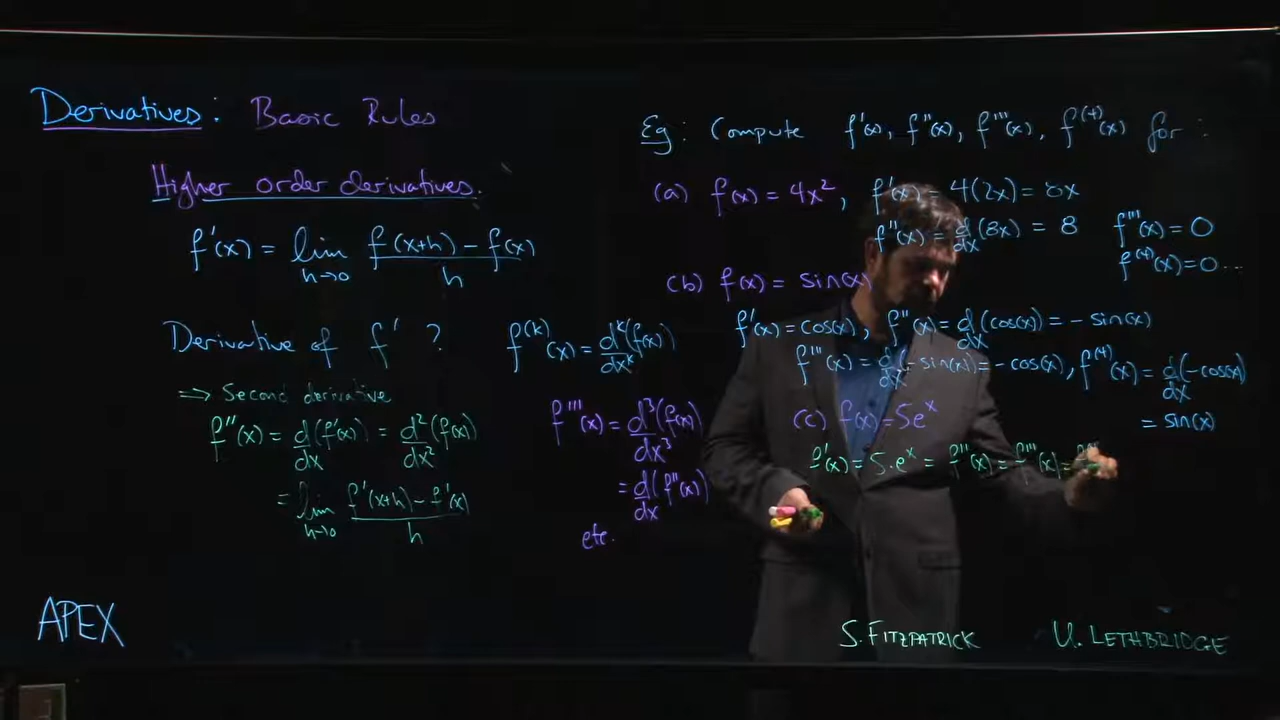 Derivatives: Basic Rules
Higher order derivatives.
f'(x) = lim h→0 f(x+h) − f(x) / h
Derivative of f' ?
⇒ Second derivative
f''(x) = d/dx (f'(x)) = d²/dx² (f(x))
= lim h→0 f'(x+h) − f'(x) / h
f^(k)(x) = d^k/dx^k (f(x))
f'''(x) = d³/dx³ (f(x))
= d/dx (f''(x))
etc.
Eg: Compute f'(x), f''(x), f'''(x), f^(4)(x) for:
(a) f(x) = 4x², f'(x) = 4(2x) = 8x
f''(x) = d/dx (8x) = 8 f'''(x) = 0
f^(4)(x) = 0...
(b) f(x) = sin(x)
f'(x) = cos(x), f''(x) = d/dx (cos(x)) = − sin(x)
f'''(x) = d/dx (− sin(x)) = − cos(x), f^(4)(x) = d/dx (− cos(x))
= sin(x)
(c) f(x) = 5e^x
f'(x) = 5·e^x = f''(x) = f'''(x) =
APEX
S. FITZPATRICK U. LETHBRIDGE